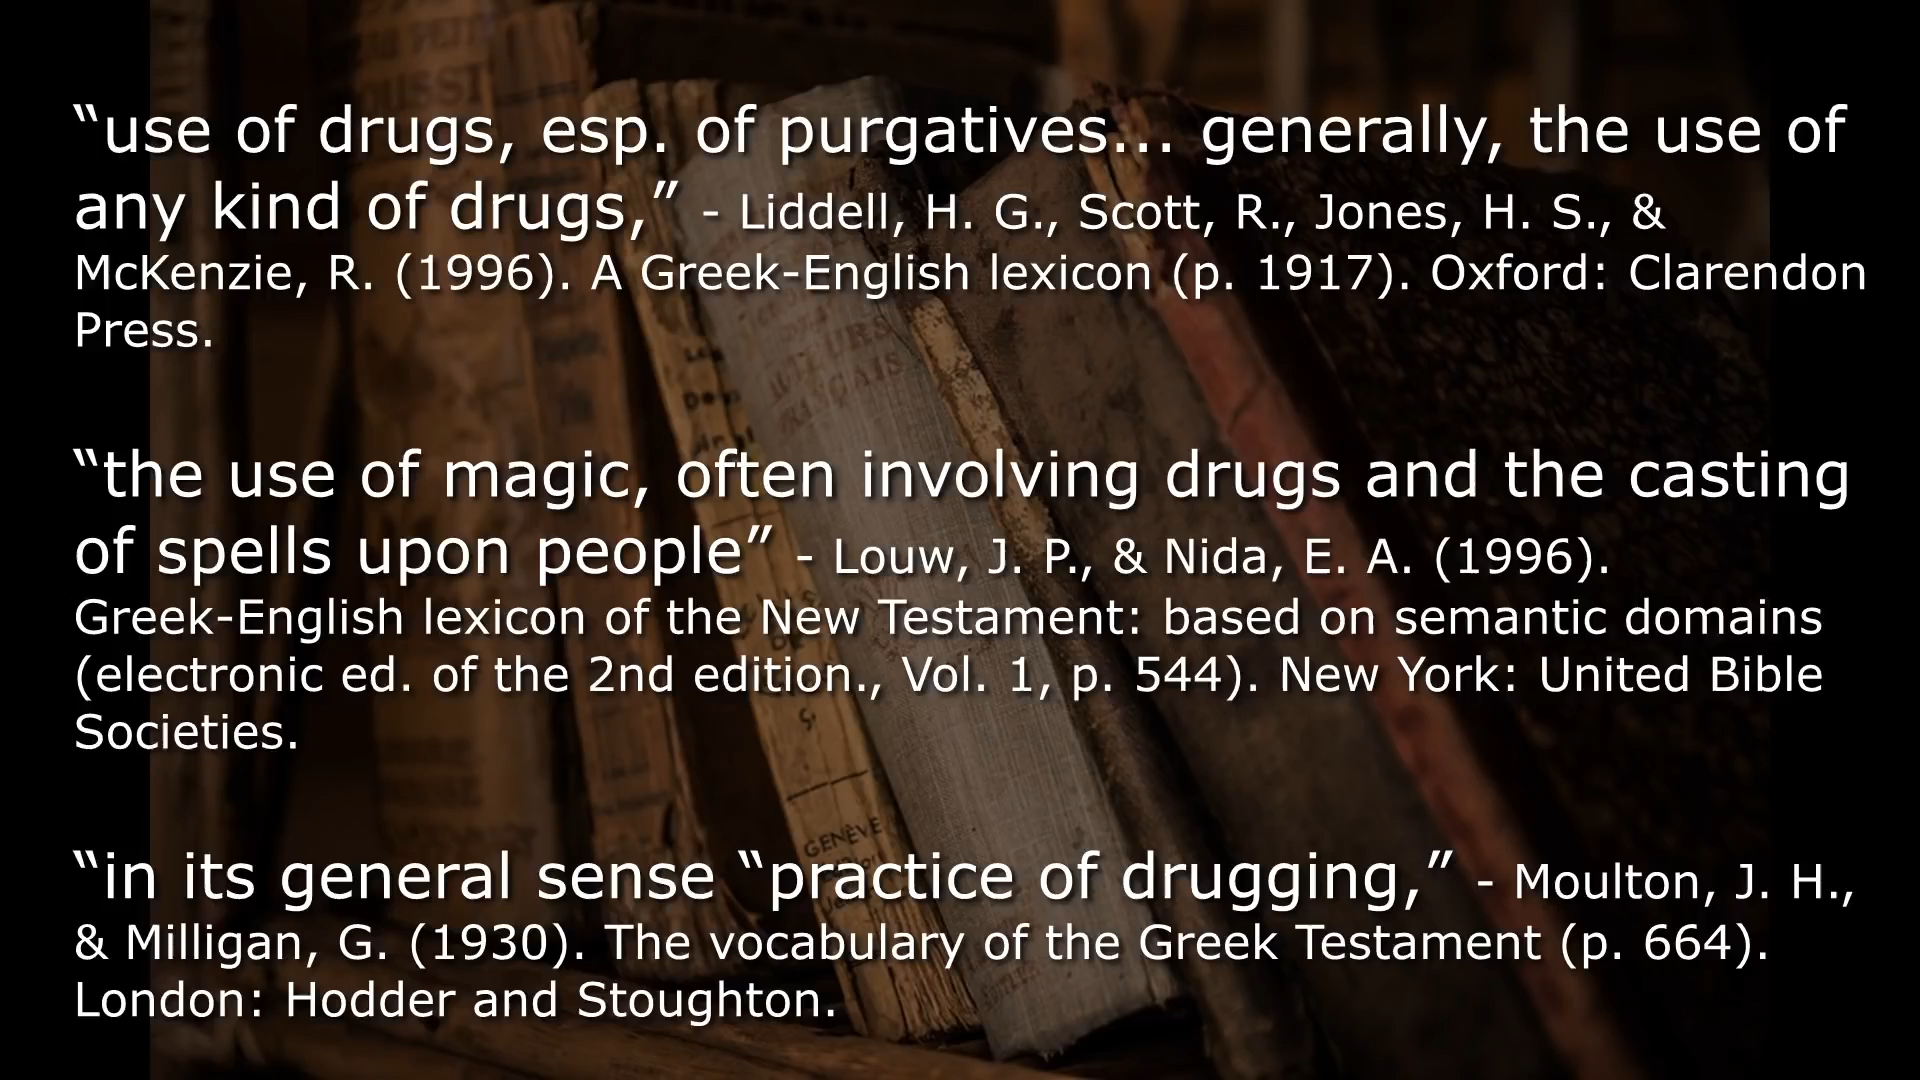 “use of drugs, esp. of purgatives... generally, the use of
any kind of drugs,” - Liddell, H. G., Scott, R., Jones, H. S., &
McKenzie, R. (1996). A Greek-English lexicon (p. 1917). Oxford: Clarendon
Press.
“the use of magic, often involving drugs and the casting
of spells upon people” - Louw, J. P., & Nida, E. A. (1996).
Greek-English lexicon of the New Testament: based on semantic domains
(electronic ed. of the 2nd edition., Vol. 1, p. 544). New York: United Bible
Societies.
“in its general sense “practice of drugging,” - Moulton, J. H.,
& Milligan, G. (1930). The vocabulary of the Greek Testament (p. 664).
London: Hodder and Stoughton.
GENÈVE